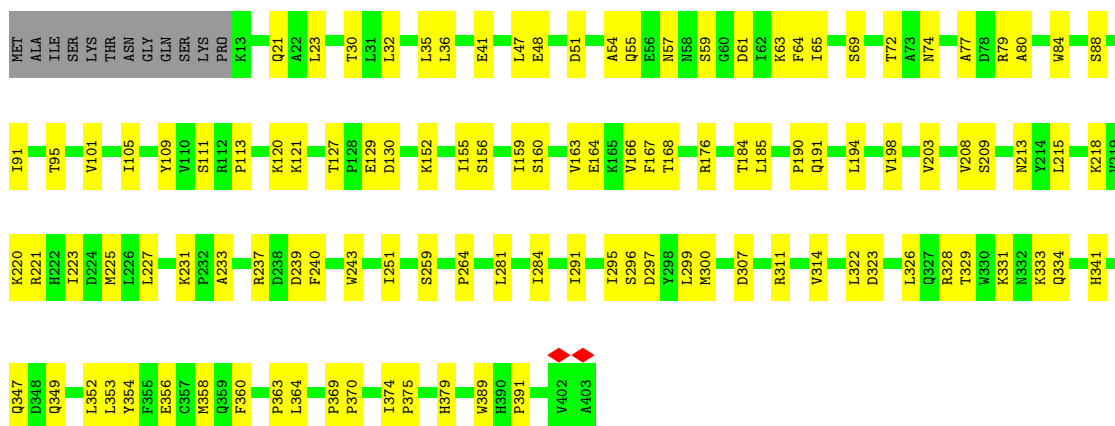 MET ALA ILE SER LYS THR ASN GLY GLN SER LYS PRO K13 Q21 A22 L23 T30 L31 L32 L35 L36 E41 L47 E48 D51 A54 Q55 E56 N57 N58 S59 G60 D61 I62 K63 F64 I65 S69 T72 A73 N74 A77 D78 R79 A80 W84 S88
I91 T95 V101 I105 Y109 V110 S111 R112 P113 K120 K121 T127 P128 E129 D130 K152 I155 S156 I159 S160 V163 E164 K165 V166 F167 T168 R176 T184 L185 P190 Q191 L194 V198 V203 V208 S209 N213 Y214 L215 K218 V219
K220 R221 H222 I223 D224 M225 L226 L227 K231 P232 A233 R237 D238 D239 F240 W243 I251 S259 P264 L281 I284 I291 I295 S296 D297 Y298 L299 M300 D307 R311 V314 L322 D323 L326 Q327 R328 T329 W330 K331 N332 K333 Q334 H341
Q347 D348 Q349 L352 L353 Y354 F355 E356 C357 M358 Q359 F360 P363 L364 P369 P370 I374 P375 H379 W389 H390 P391 V402 A403